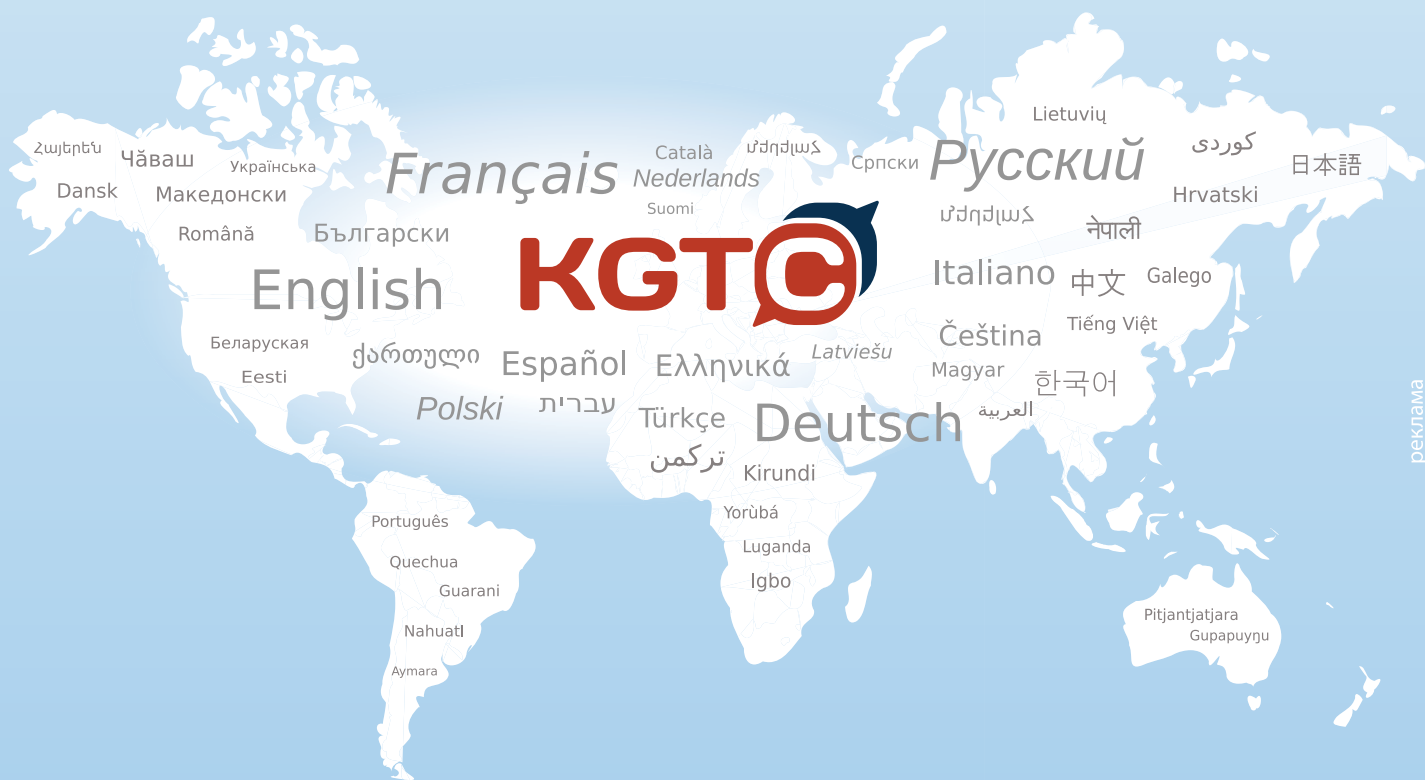 Lietuvių
Հայերեն
Чăваш
Українська
Français
Català
Nederlands
Српски
Русский
کوردی
日本語
Dansk
Македонски
Suomi
Hrvatski
Română
Български
नेपाली
KGTC
English
Italiano
中文
Galego
Беларуская
Eesti
ქართული
Español
Ελληνικά
Latviešu
Čeština
Tiếng Việt
Magyar
한국어
Polski
עברית
Türkçe
Deutsch
العربية
تركمن
Kirundi
Yorùbá
Luganda
Igbo
Português
Quechua
Guarani
Nahuatl
Aymara
Pitjantjatjara
Gupapuyŋu
реклама